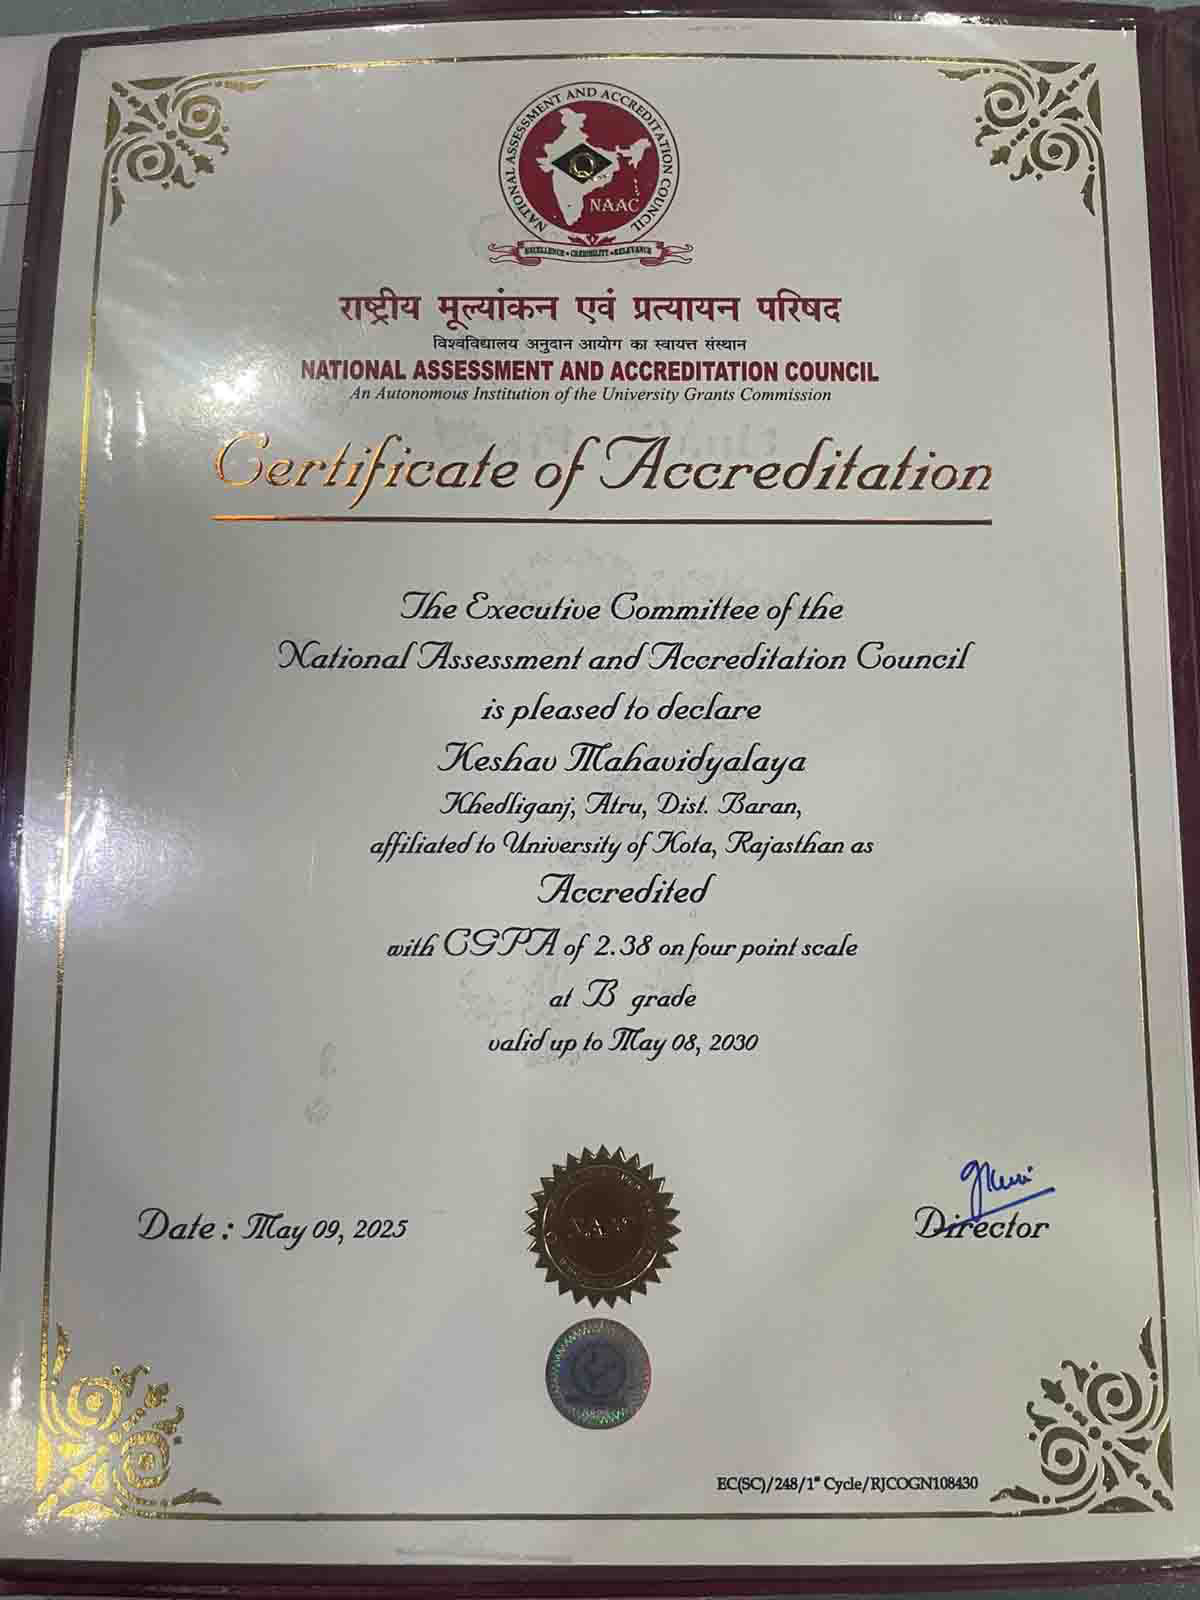 NATIONAL ASSESSMENT AND ACCREDITATION COUNCIL
Q
NAAC
EXCELLENCE • CREDIBILITY • RELEVANCE
राष्ट्रीय मूल्यांकन एवं प्रत्यायन परिषद
विश्वविद्यालय अनुदान आयोग का स्वायत्त संस्थान
NATIONAL ASSESSMENT AND ACCREDITATION COUNCIL
An Autonomous Institution of the University Grants Commission
Certificate of Accreditation
The Executive Committee of the
National Assessment and Accreditation Council
is pleased to declare
Keshav Mahavidyalaya
Khedliganj, Atru, Dist. Baran,
affiliated to University of Kota, Rajasthan as
Accredited
with CGPA of 2.38 on four point scale
at B grade
valid up to May 08, 2030
Date : May 09, 2025
NAAC
Director
EC(SC)/248/1st Cycle/RJCOGN108430